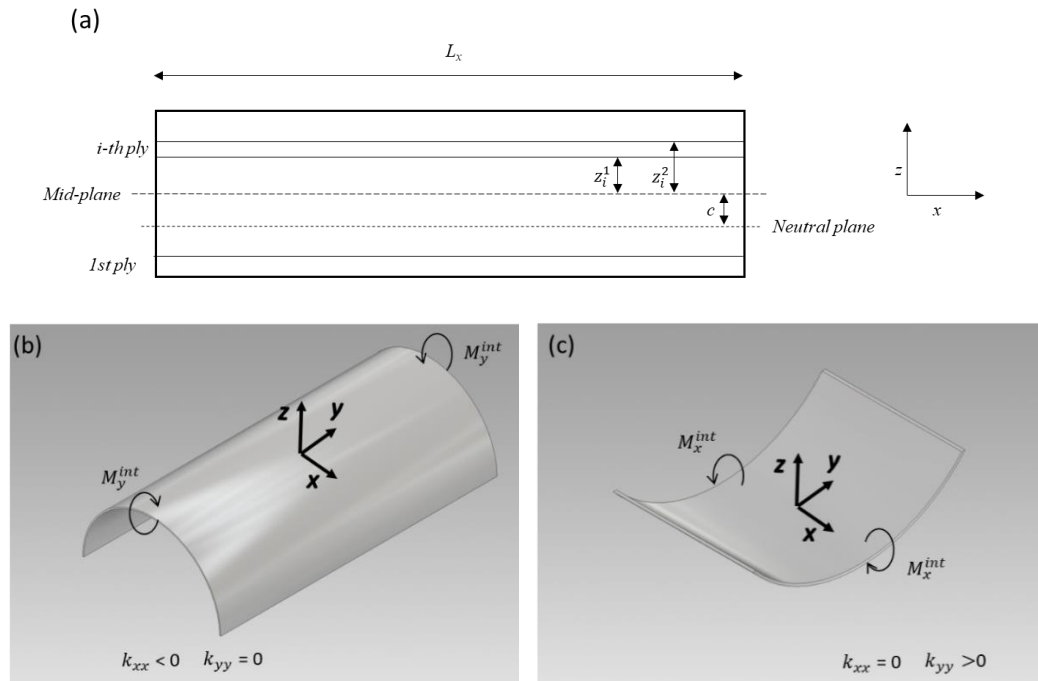 (a)
Lₓ
i-th ply
z_i^1
z_i^2
Mid-plane
c
Neutral plane
1st ply
z
x
(b)
M_y^int
z
y
x
M_y^int
k_xx < 0 k_yy = 0
(c)
M_x^int
z
y
x
M_x^int
k_xx = 0 k_yy >0